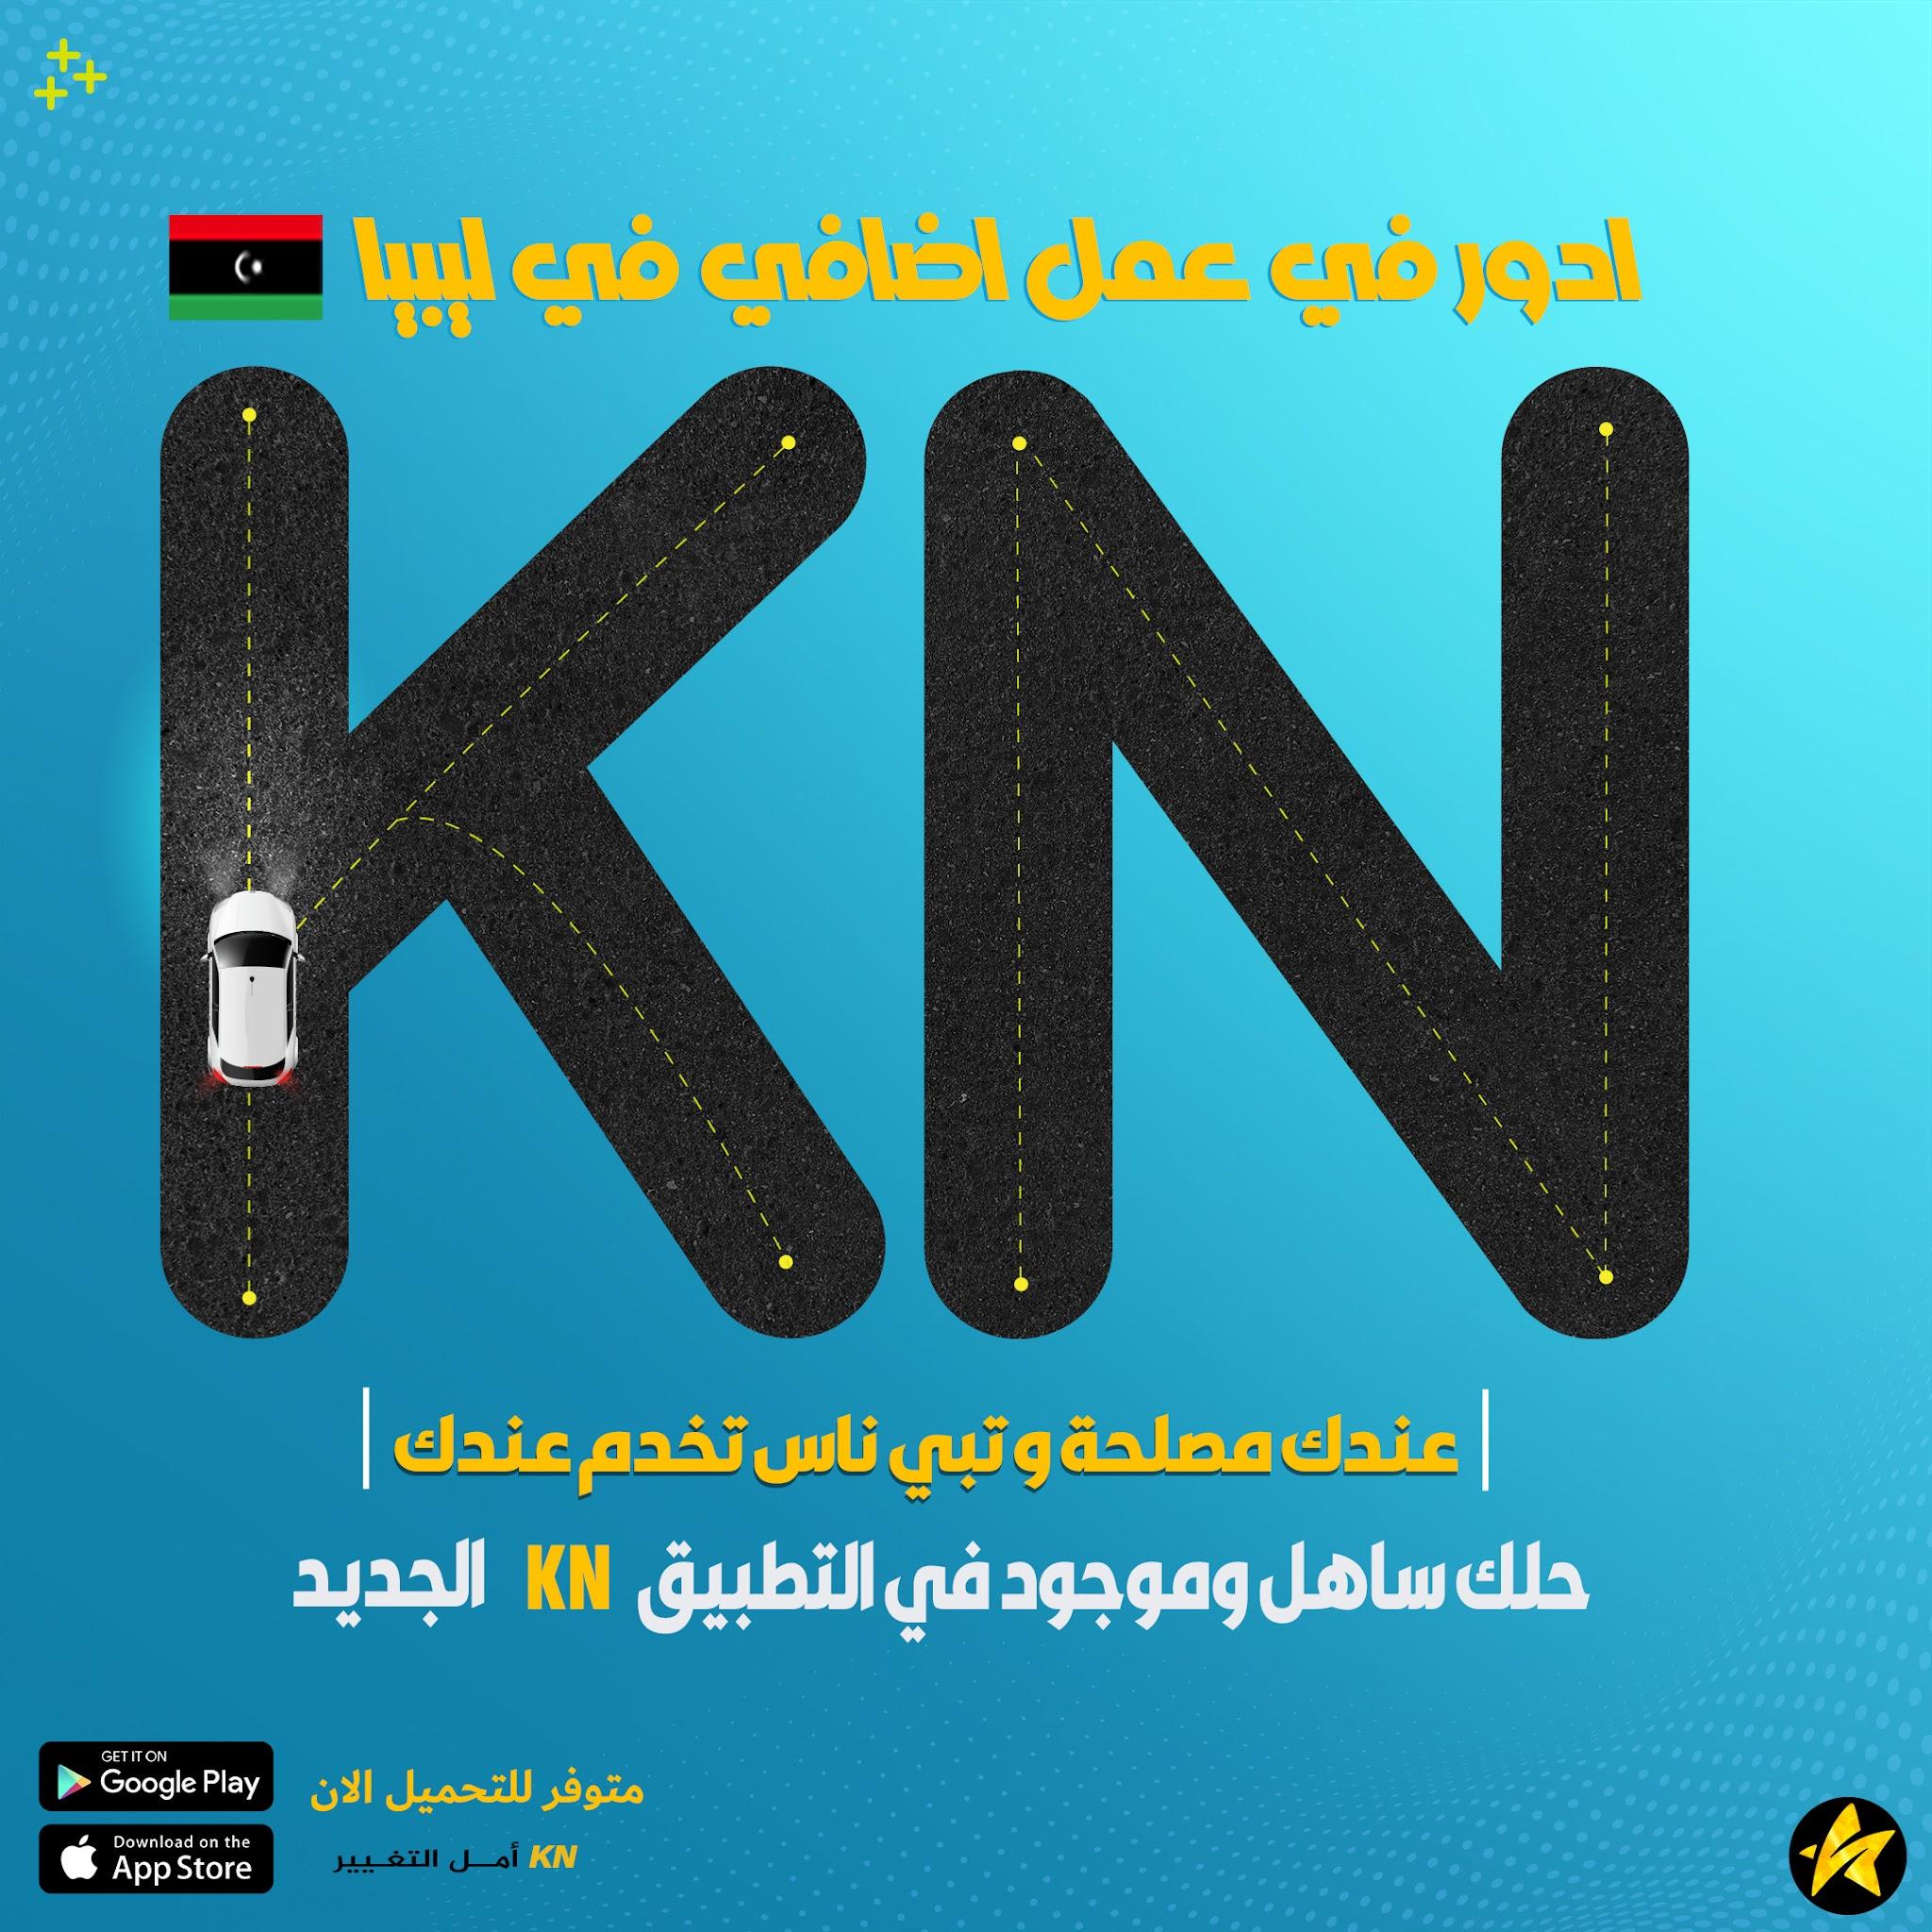 ادور في عمل اضافي في ليبيا
KN
عندك مصلحة و تبي ناس تخدم عندك
حلك ساهل وموجود في التطبيق KN الجديد
متوفر للتحميل الان
KN أمل التغيير
GET IT ON
Google Play
Download on the
App Store